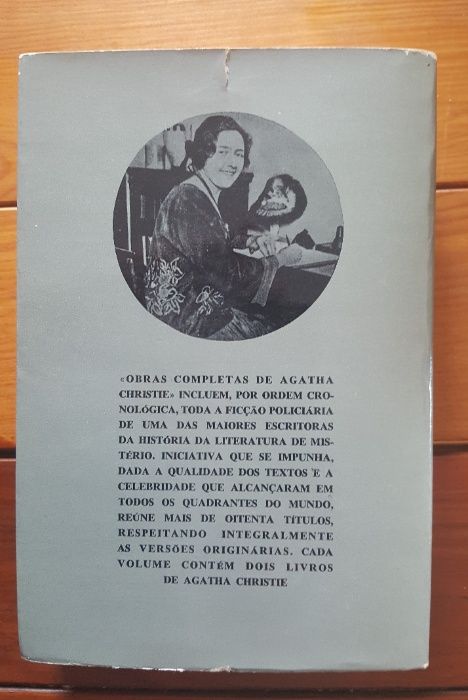 «OBRAS COMPLETAS DE AGATHA
CHRISTIE» INCLUEM, POR ORDEM CRO-
NOLÓGICA, TODA A FICÇÃO POLICIÁRIA
DE UMA DAS MAIORES ESCRITORAS
DA HISTÓRIA DA LITERATURA DE MIS-
TÉRIO. INICIATIVA QUE SE IMPUNHA,
DADA A QUALIDADE DOS TEXTOS E A
CELEBRIDADE QUE ALCANÇARAM EM
TODOS OS QUADRANTES DO MUNDO,
REÚNE MAIS DE OITENTA TÍTULOS,
RESPEITANDO INTEGRALMENTE
AS VERSÕES ORIGINÁRIAS. CADA
VOLUME CONTÉM DOIS LIVROS
DE AGATHA CHRISTIE